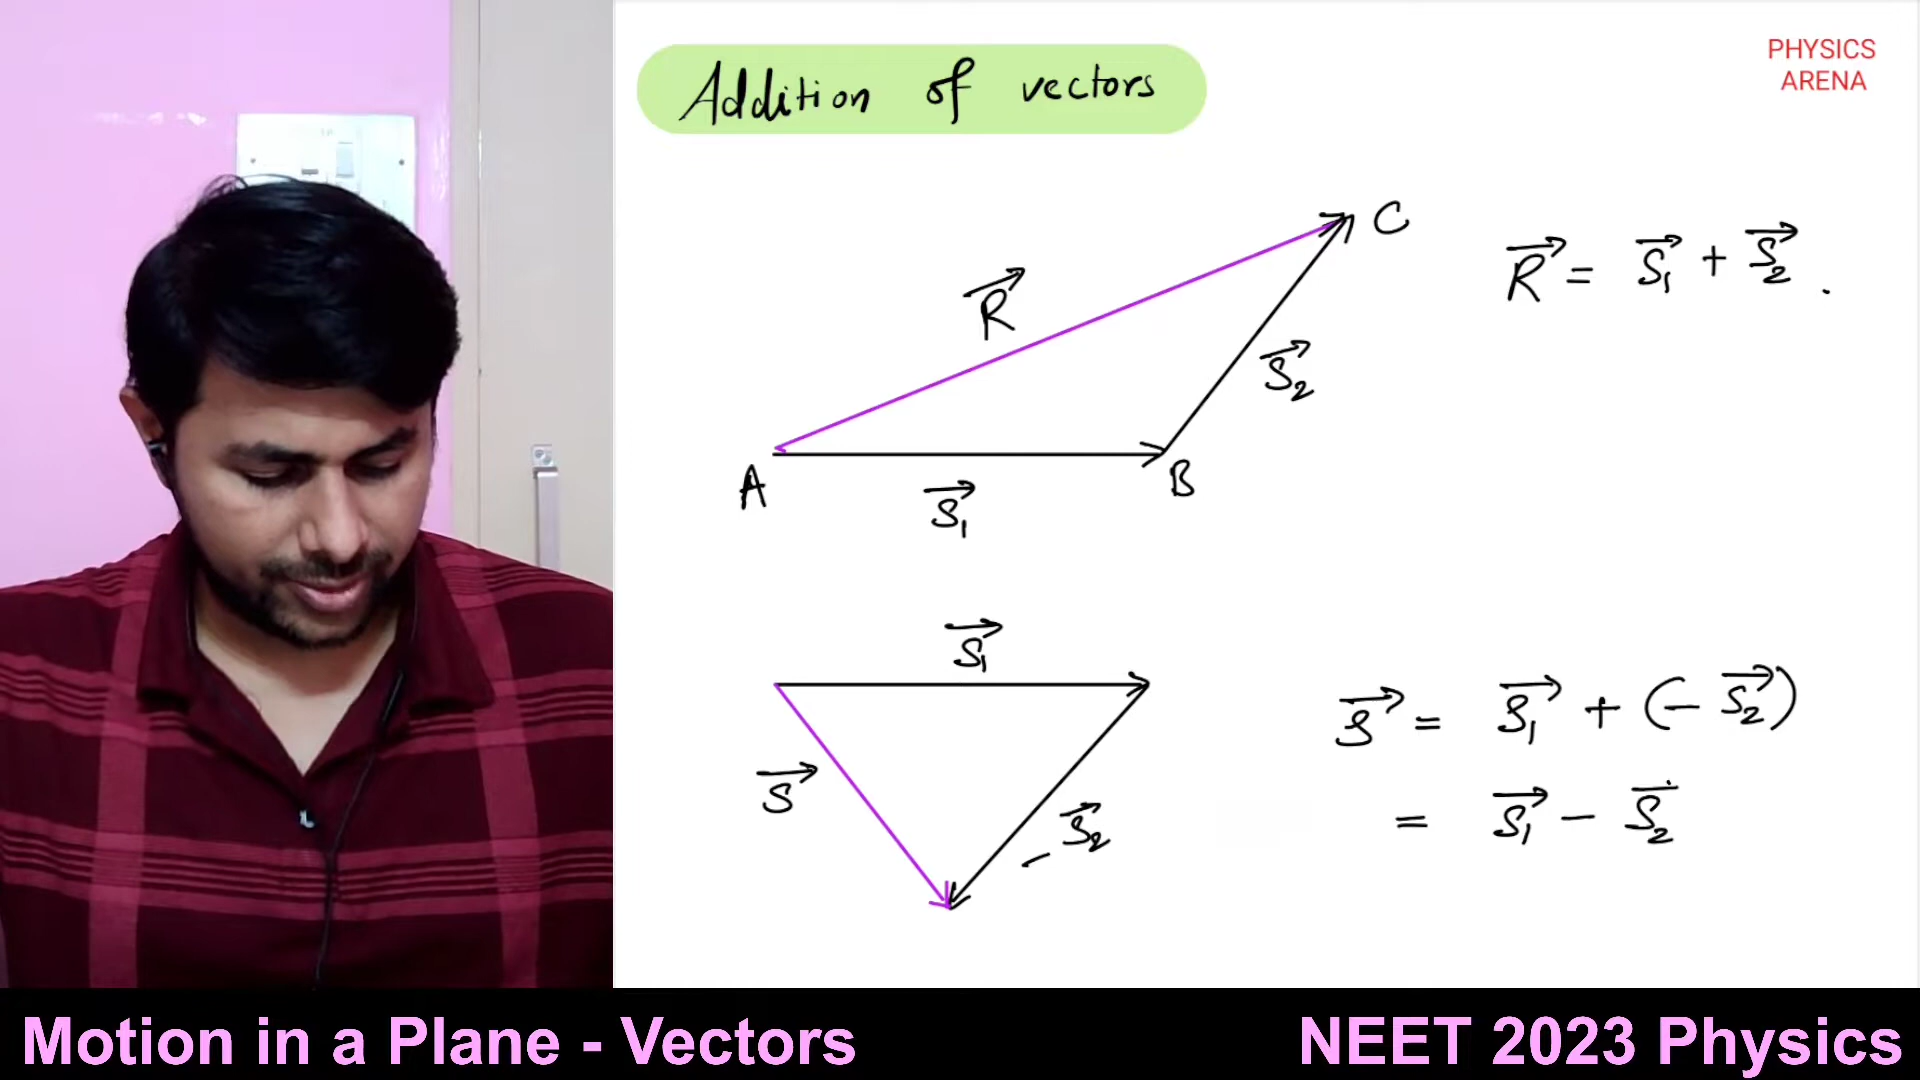 Addition of vectors
PHYSICS
ARENA
C
R⃗ = S⃗₁ + S⃗₂ .
R⃗
S⃗₂
A
B
S⃗₁
S⃗₁
S⃗ = S⃗₁ + (− S⃗₂)
S⃗
− S⃗₂
= S⃗₁ − S⃗₂
Motion in a Plane - Vectors
NEET 2023 Physics